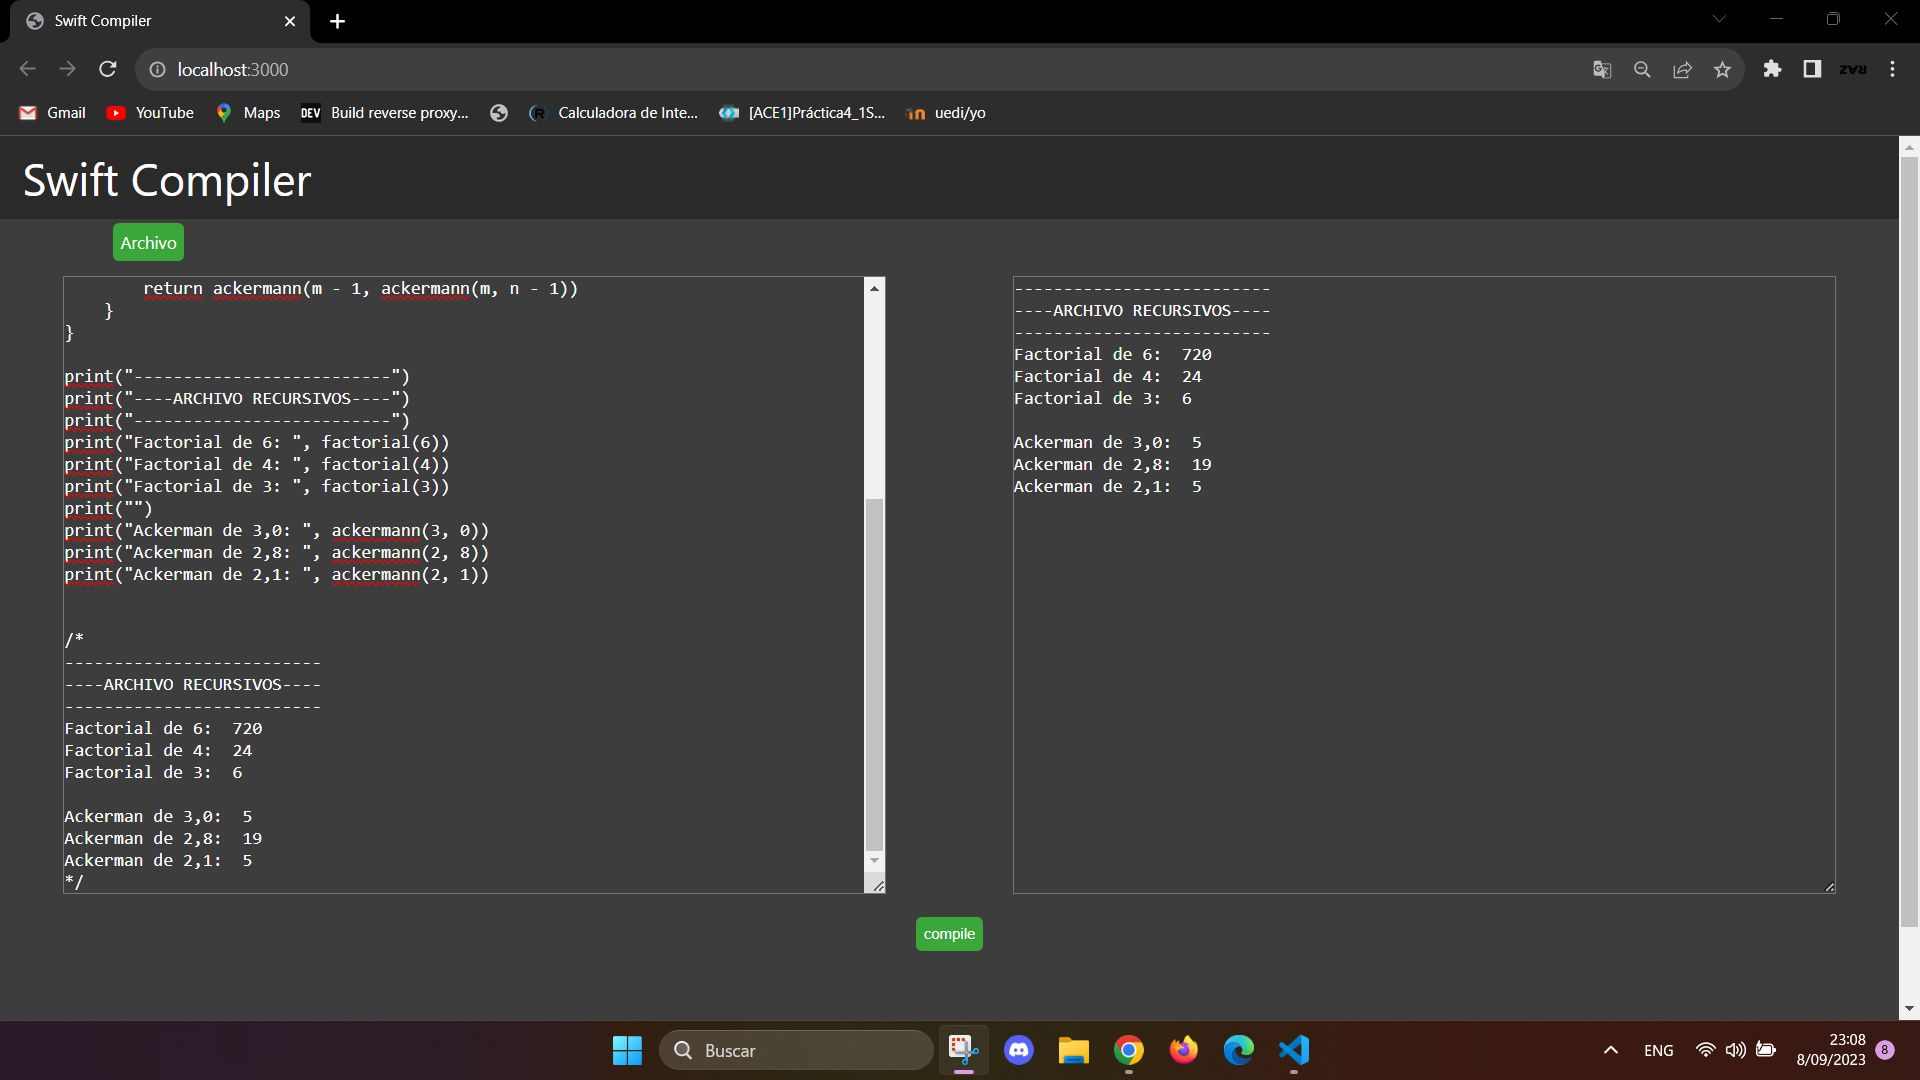 Swift Compiler
localhost:3000
Gmail YouTube Maps DEV Build reverse proxy... R Calculadora de Inte... [ACE1]Práctica4_1S... uedi/yo
Swift Compiler
Archivo
        return ackermann(m - 1, ackermann(m, n - 1))
    }
}
print("--------------------------")
print("----ARCHIVO RECURSIVOS----")
print("--------------------------")
print("Factorial de 6: ", factorial(6))
print("Factorial de 4: ", factorial(4))
print("Factorial de 3: ", factorial(3))
print("")
print("Ackerman de 3,0: ", ackermann(3, 0))
print("Ackerman de 2,8: ", ackermann(2, 8))
print("Ackerman de 2,1: ", ackermann(2, 1))
/*
--------------------------
----ARCHIVO RECURSIVOS----
--------------------------
Factorial de 6:  720
Factorial de 4:  24
Factorial de 3:  6
Ackerman de 3,0:  5
Ackerman de 2,8:  19
Ackerman de 2,1:  5
*/
--------------------------
----ARCHIVO RECURSIVOS----
--------------------------
Factorial de 6:  720
Factorial de 4:  24
Factorial de 3:  6
Ackerman de 3,0:  5
Ackerman de 2,8:  19
Ackerman de 2,1:  5
compile
Buscar
ENG
23:08
8/09/2023
8